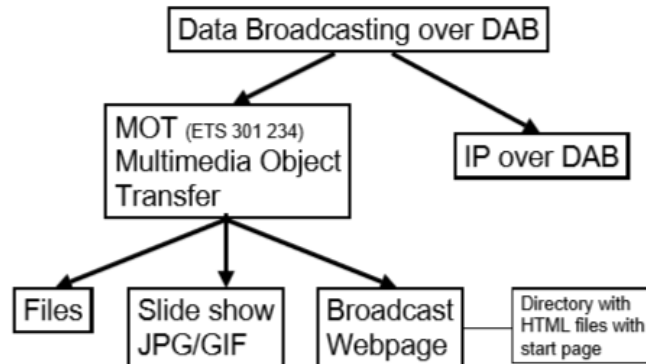 Data Broadcasting over DAB
MOT (ETS 301 234)
Multimedia Object
Transfer
IP over DAB
Files
Slide show
JPG/GIF
Broadcast
Webpage
Directory with
HTML files with
start page